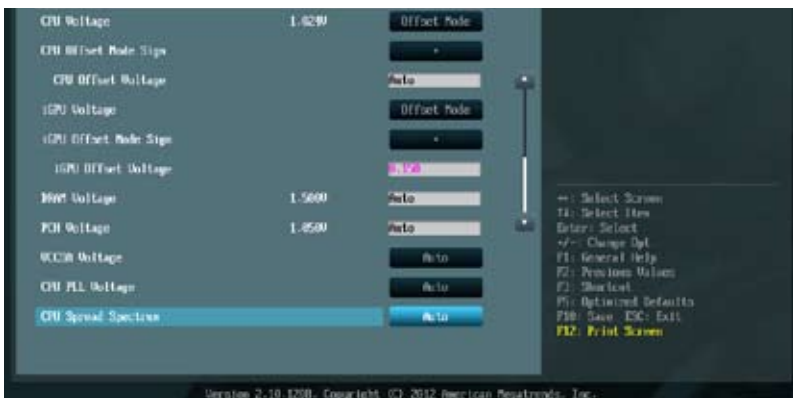 CPU Voltage 1.024V Offset Mode
CPU Offset Mode Sign +
CPU Offset Voltage Auto
iGPU Voltage Offset Mode
iGPU Offset Mode Sign +
iGPU Offset Voltage 0.150
DRAM Voltage 1.500V Auto
PCH Voltage 1.050V Auto
VCCSA Voltage Auto
CPU PLL Voltage Auto
CPU Spread Spectrum Auto
→←: Select Screen
↑↓: Select Item
Enter: Select
+/-: Change Opt.
F1: General Help
F2: Previous Values
F3: Shortcut
F5: Optimized Defaults
F10: Save ESC: Exit
F12: Print Screen
Version 2.10.1208. Copyright (C) 2012 American Megatrends, Inc.